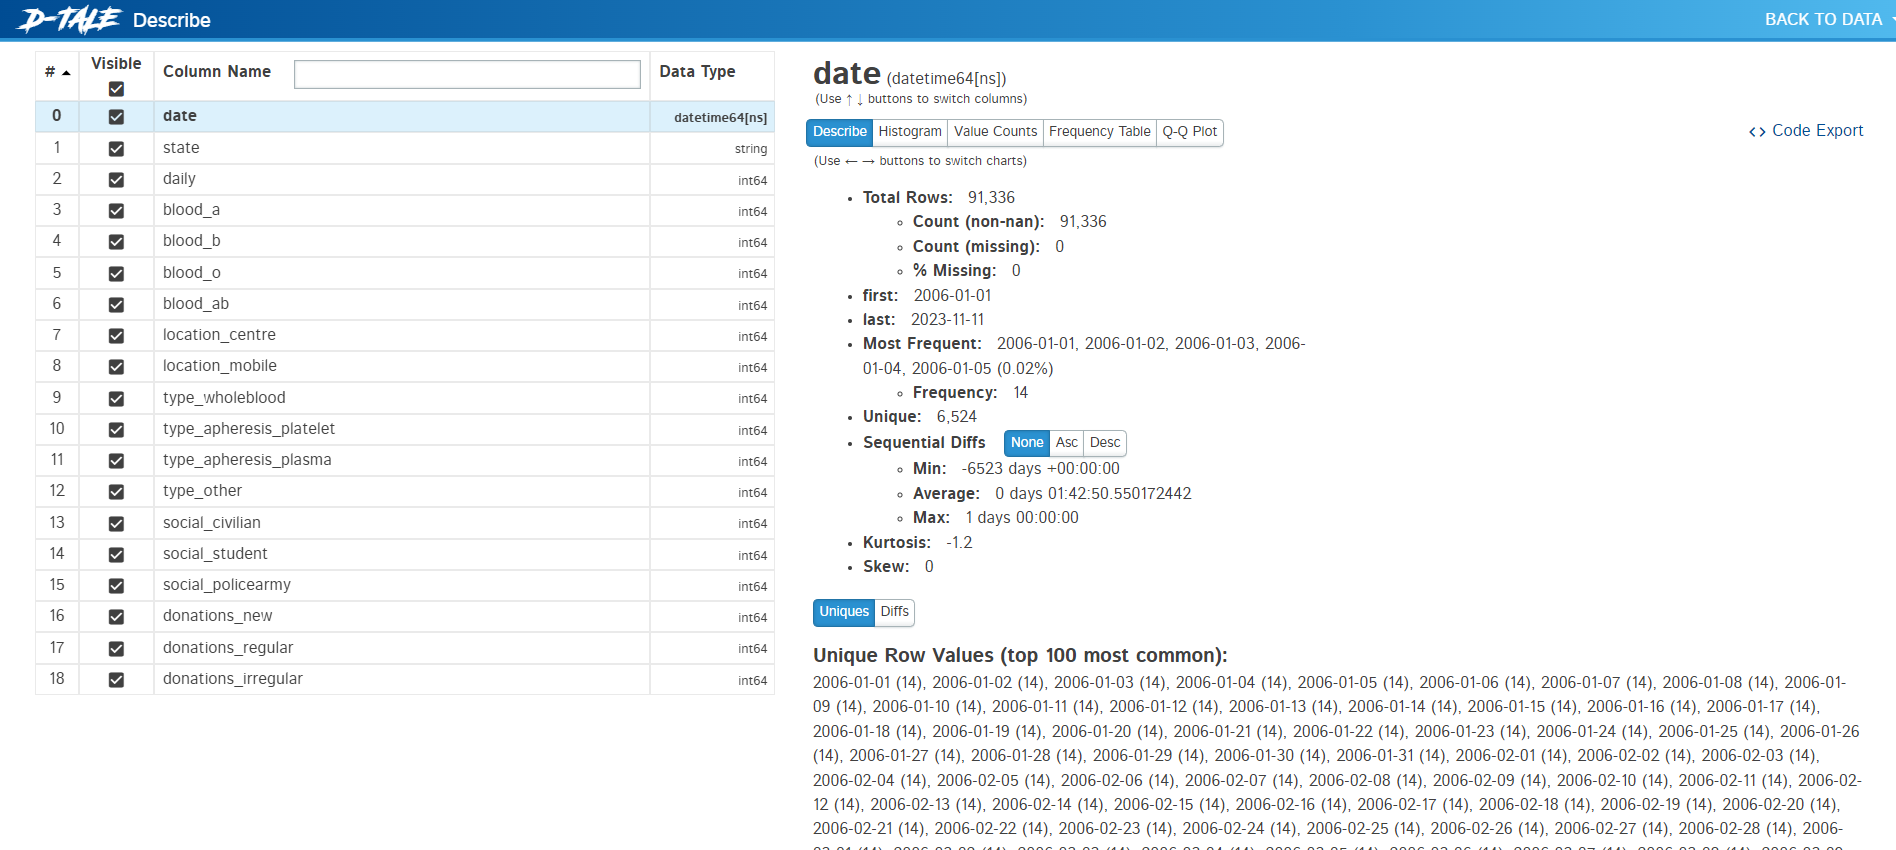 D-TALE Describe BACK TO DATA
# Visible Column Name Data Type
0 date datetime64[ns]
1 state string
2 daily int64
3 blood_a int64
4 blood_b int64
5 blood_o int64
6 blood_ab int64
7 location_centre int64
8 location_mobile int64
9 type_wholeblood int64
10 type_apheresis_platelet int64
11 type_apheresis_plasma int64
12 type_other int64
13 social_civilian int64
14 social_student int64
15 social_policearmy int64
16 donations_new int64
17 donations_regular int64
18 donations_irregular int64
date (datetime64[ns])
(Use ↑ ↓ buttons to switch columns)
Describe Histogram Value Counts Frequency Table Q-Q Plot
<> Code Export
(Use ← → buttons to switch charts)
Total Rows: 91,336
Count (non-nan): 91,336
Count (missing): 0
% Missing: 0
first: 2006-01-01
last: 2023-11-11
Most Frequent: 2006-01-01, 2006-01-02, 2006-01-03, 2006-
01-04, 2006-01-05 (0.02%)
Frequency: 14
Unique: 6,524
Sequential Diffs None Asc Desc
Min: -6523 days +00:00:00
Average: 0 days 01:42:50.550172442
Max: 1 days 00:00:00
Kurtosis: -1.2
Skew: 0
Uniques Diffs
Unique Row Values (top 100 most common):
2006-01-01 (14), 2006-01-02 (14), 2006-01-03 (14), 2006-01-04 (14), 2006-01-05 (14), 2006-01-06 (14), 2006-01-07 (14), 2006-01-08 (14), 2006-01-
09 (14), 2006-01-10 (14), 2006-01-11 (14), 2006-01-12 (14), 2006-01-13 (14), 2006-01-14 (14), 2006-01-15 (14), 2006-01-16 (14), 2006-01-17 (14),
2006-01-18 (14), 2006-01-19 (14), 2006-01-20 (14), 2006-01-21 (14), 2006-01-22 (14), 2006-01-23 (14), 2006-01-24 (14), 2006-01-25 (14), 2006-01-26
(14), 2006-01-27 (14), 2006-01-28 (14), 2006-01-29 (14), 2006-01-30 (14), 2006-01-31 (14), 2006-02-01 (14), 2006-02-02 (14), 2006-02-03 (14),
2006-02-04 (14), 2006-02-05 (14), 2006-02-06 (14), 2006-02-07 (14), 2006-02-08 (14), 2006-02-09 (14), 2006-02-10 (14), 2006-02-11 (14), 2006-02-
12 (14), 2006-02-13 (14), 2006-02-14 (14), 2006-02-15 (14), 2006-02-16 (14), 2006-02-17 (14), 2006-02-18 (14), 2006-02-19 (14), 2006-02-20 (14),
2006-02-21 (14), 2006-02-22 (14), 2006-02-23 (14), 2006-02-24 (14), 2006-02-25 (14), 2006-02-26 (14), 2006-02-27 (14), 2006-02-28 (14), 2006-